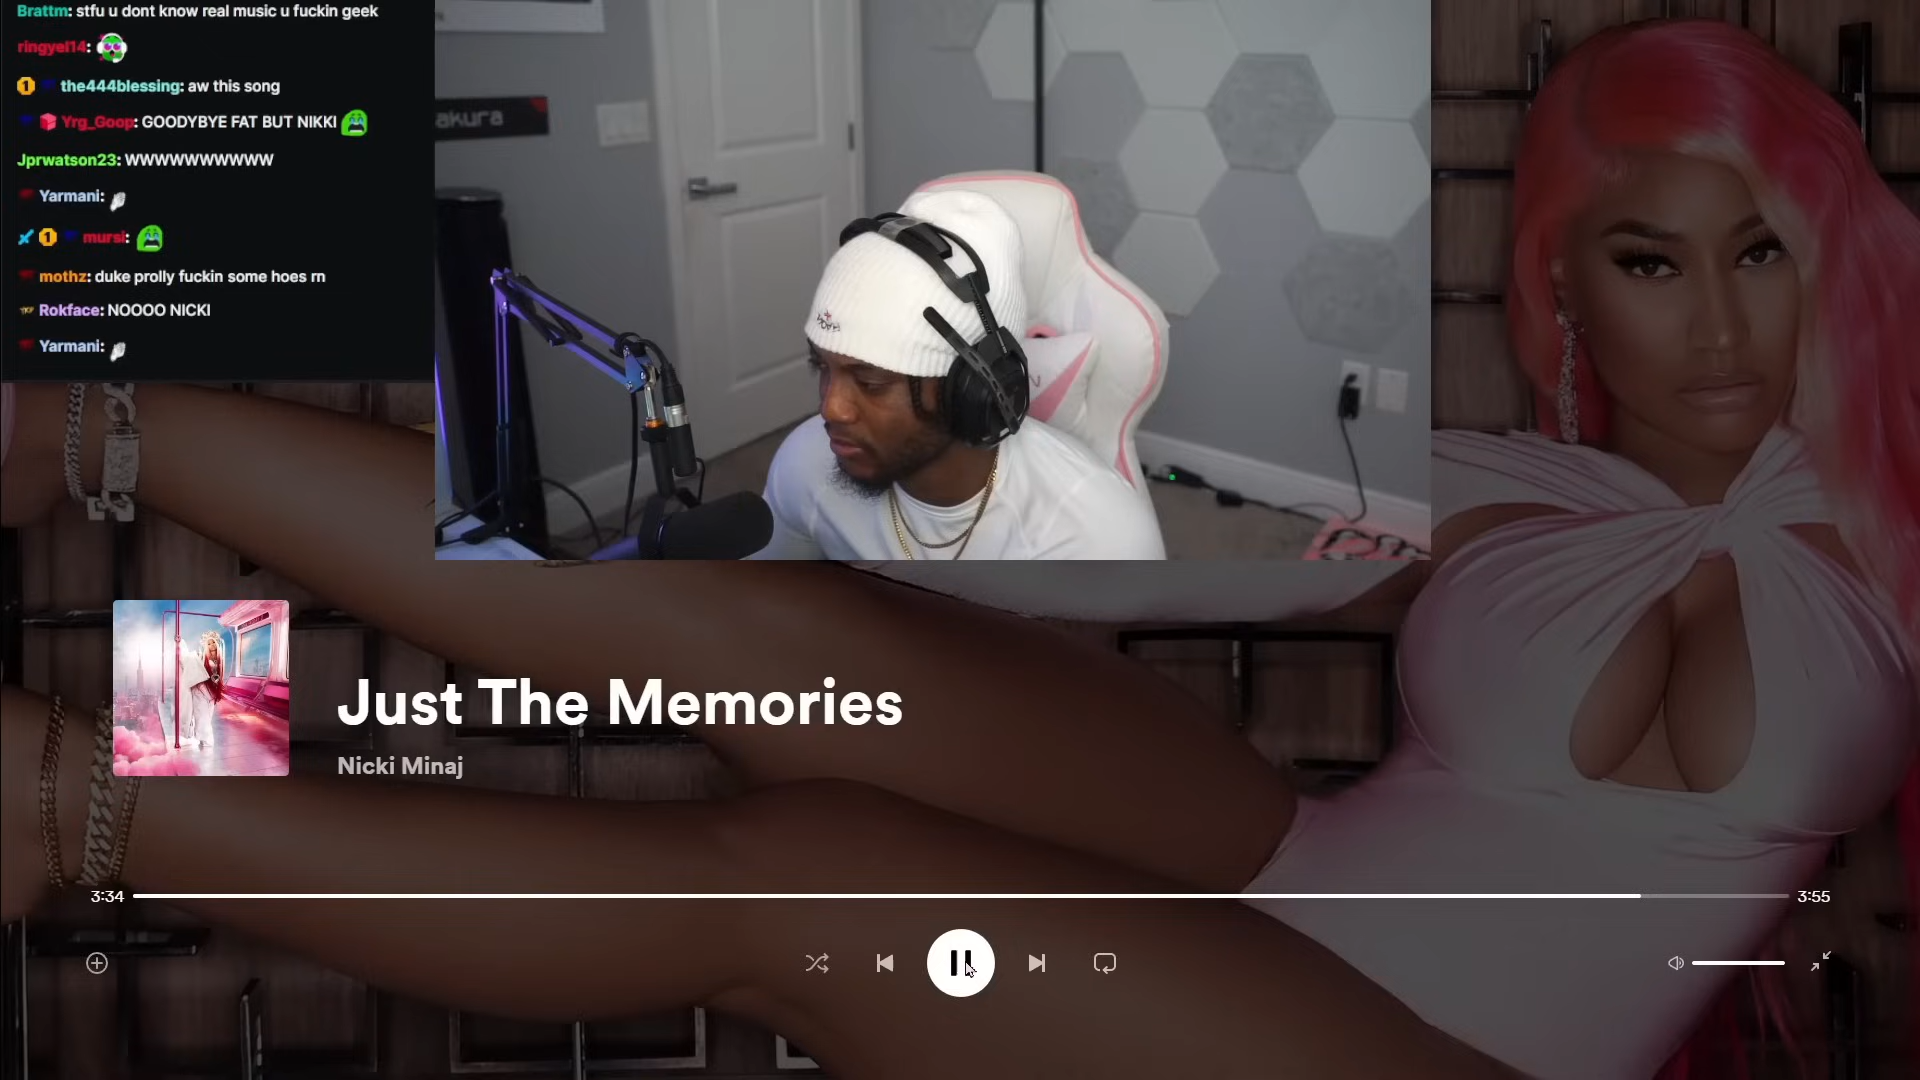 Brattm: stfu u dont know real music u fuckin geek
ringyel14:
1 the444blessing: aw this song
Yrg_Goop: GOODYBYE FAT BUT NIKKI
Jprwatson23: WWWWWWWWWWW
Yarmani:
1 mursi:
mothz: duke prolly fuckin some hoes rn
Rokface: NOOOO NICKI
Yarmani:
akura
Just The Memories
Nicki Minaj
3:34
3:55